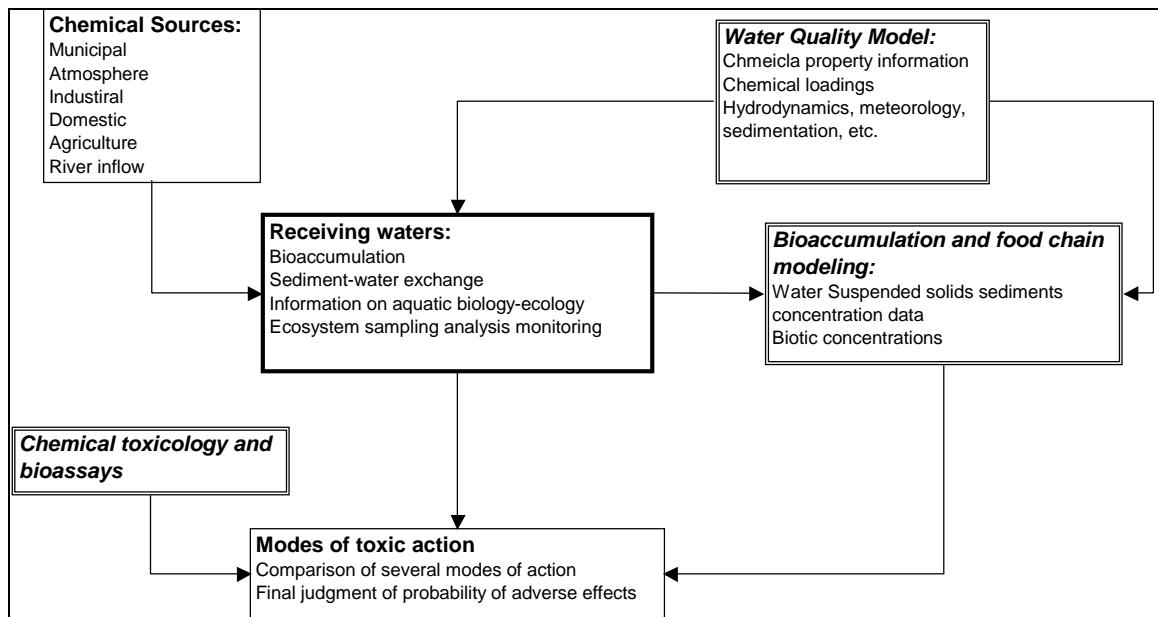 Chemical Sources:
Municipal
Atmosphere
Industiral
Domestic
Agriculture
River inflow
Water Quality Model:
Chmeicla property information
Chemical loadings
Hydrodynamics, meteorology,
sedimentation, etc.
Receiving waters:
Bioaccumulation
Sediment-water exchange
Information on aquatic biology-ecology
Ecosystem sampling analysis monitoring
Bioaccumulation and food chain
modeling:
Water Suspended solids sediments
concentration data
Biotic concentrations
Chemical toxicology and
bioassays
Modes of toxic action
Comparison of several modes of action
Final judgment of probability of adverse effects